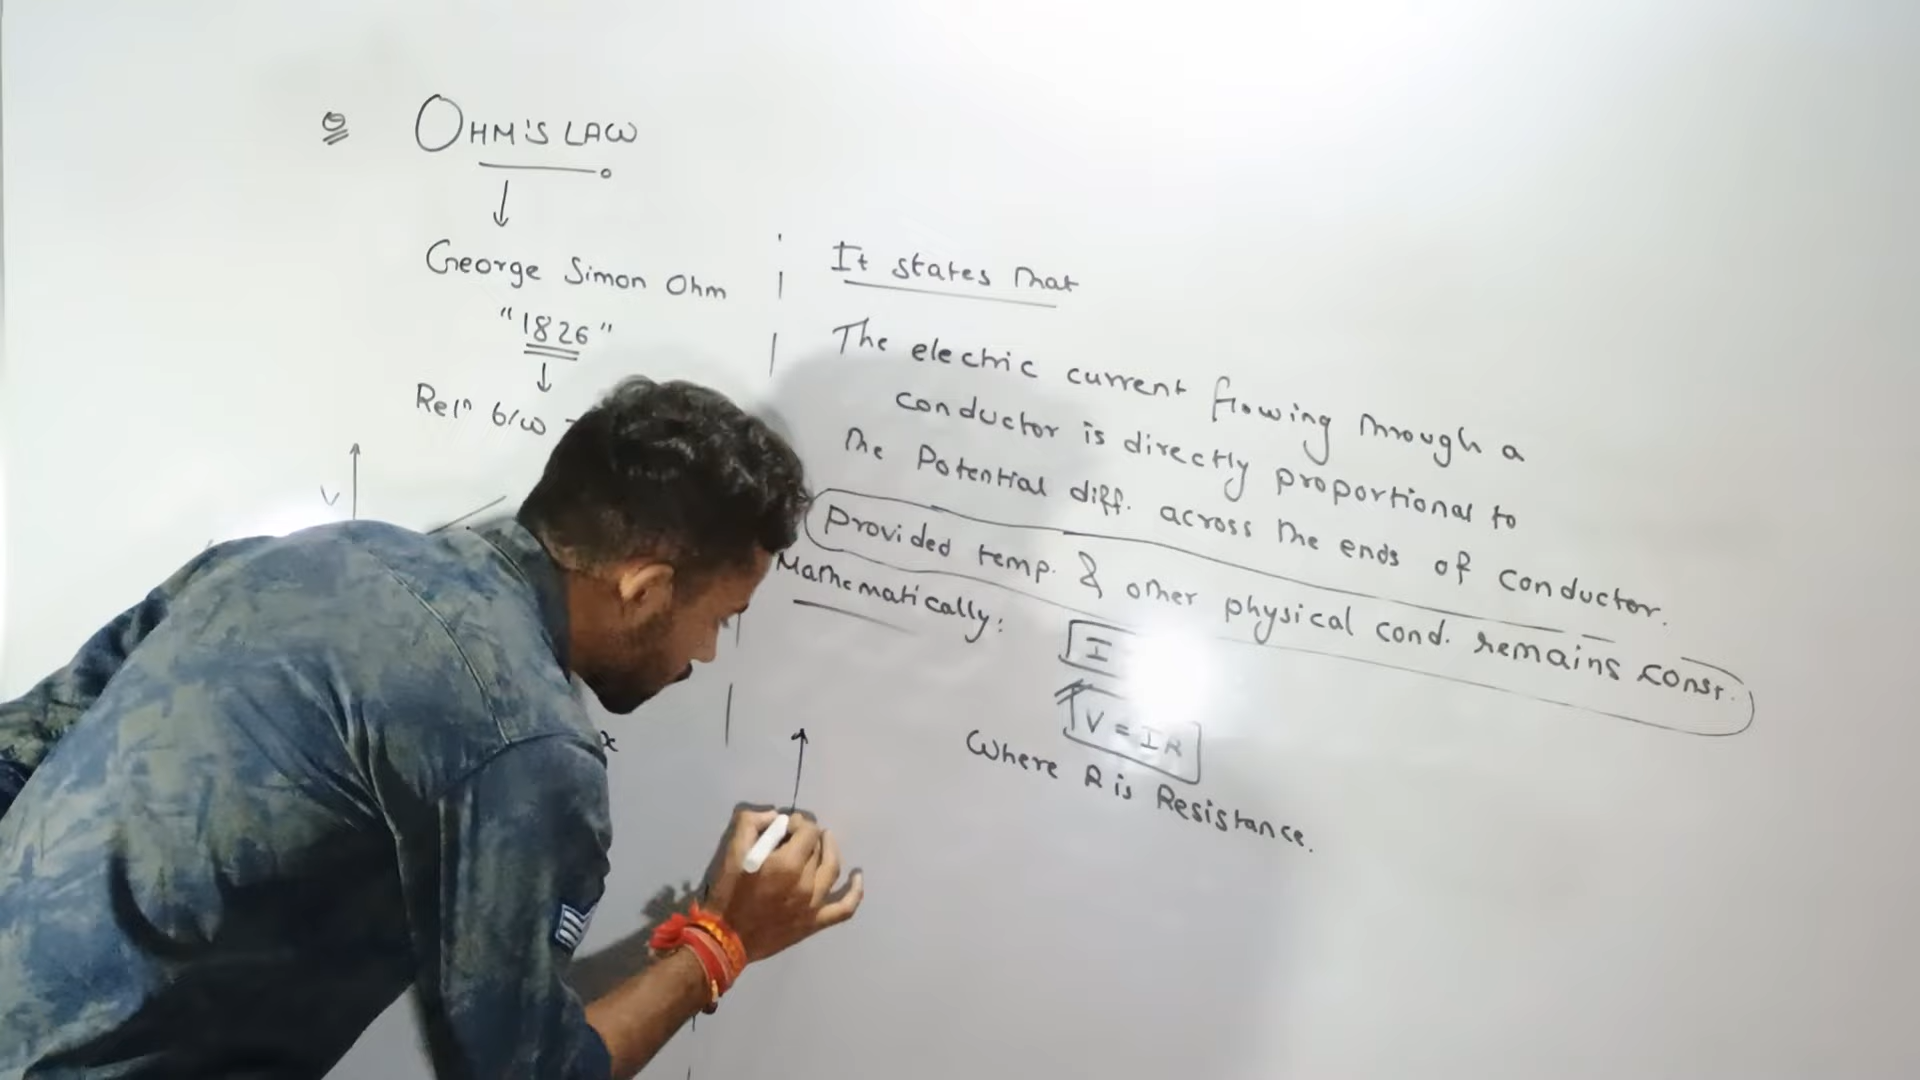 OHM'S LAW
George Simon Ohm
"1826"
Reln b/w
V
x
It states that
The electric current flowing through a
conductor is directly proportional to
the Potential diff. across the ends of conductor.
Provided temp. & other physical cond. remains const.
Mathematically:
I
V = IR
Where R is Resistance.